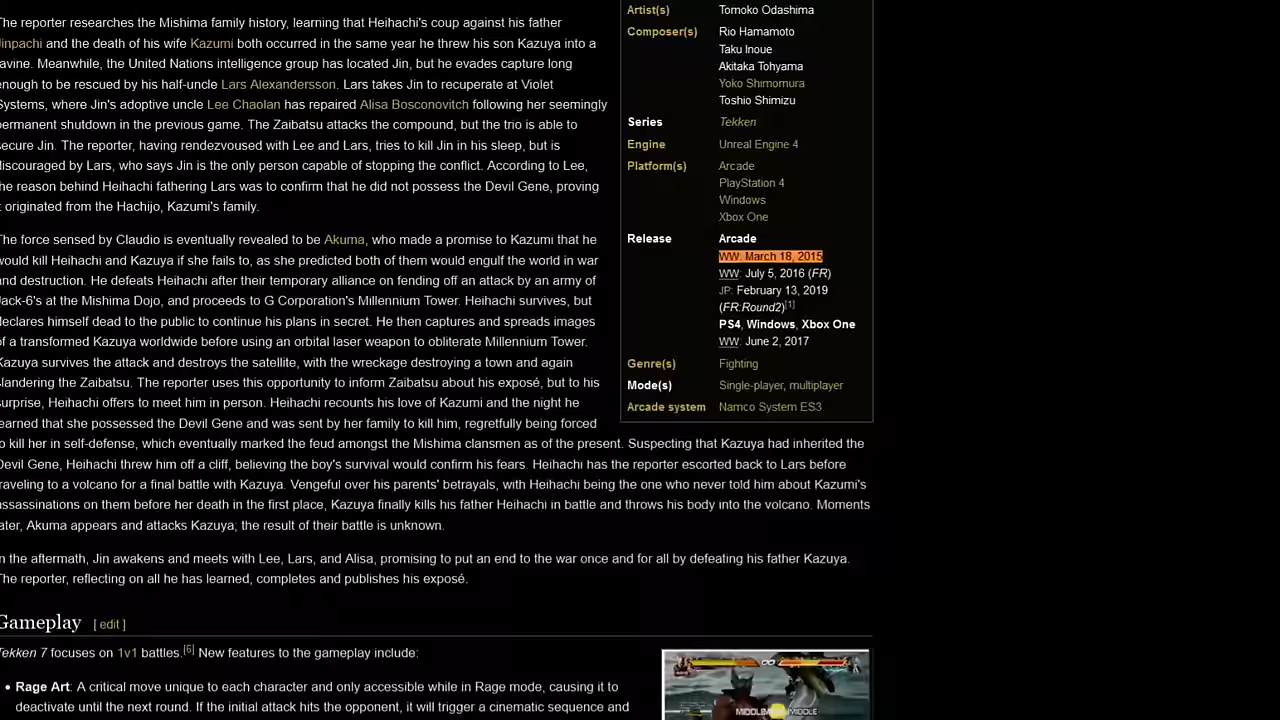 The reporter researches the Mishima family history, learning that Heihachi's coup against his father
Jinpachi and the death of his wife Kazumi both occurred in the same year he threw his son Kazuya into a
ravine. Meanwhile, the United Nations intelligence group has located Jin, but he evades capture long
enough to be rescued by his half-uncle Lars Alexandersson. Lars takes Jin to recuperate at Violet
Systems, where Jin's adoptive uncle Lee Chaolan has repaired Alisa Bosconovitch following her seemingly
permanent shutdown in the previous game. The Zaibatsu attacks the compound, but the trio is able to
secure Jin. The reporter, having rendezvoused with Lee and Lars, tries to kill Jin in his sleep, but is
discouraged by Lars, who says Jin is the only person capable of stopping the conflict. According to Lee,
the reason behind Heihachi fathering Lars was to confirm that he did not possess the Devil Gene, proving
it originated from the Hachijo, Kazumi's family.
The force sensed by Claudio is eventually revealed to be Akuma, who made a promise to Kazumi that he
would kill Heihachi and Kazuya if she fails to, as she predicted both of them would engulf the world in war
and destruction. He defeats Heihachi after their temporary alliance on fending off an attack by an army of
Jack-6's at the Mishima Dojo, and proceeds to G Corporation's Millennium Tower. Heihachi survives, but
declares himself dead to the public to continue his plans in secret. He then captures and spreads images
of a transformed Kazuya worldwide before using an orbital laser weapon to obliterate Millennium Tower.
Kazuya survives the attack and destroys the satellite, with the wreckage destroying a town and again
slandering the Zaibatsu. The reporter uses this opportunity to inform Zaibatsu about his exposé, but to his
surprise, Heihachi offers to meet him in person. Heihachi recounts his love of Kazumi and the night he
learned that she possessed the Devil Gene and was sent by her family to kill him, regretfully being forced
to kill her in self-defense, which eventually marked the feud amongst the Mishima clansmen as of the present. Suspecting that Kazuya had inherited the
Devil Gene, Heihachi threw him off a cliff, believing the boy's survival would confirm his fears. Heihachi has the reporter escorted back to Lars before
traveling to a volcano for a final battle with Kazuya. Vengeful over his parents' betrayals, with Heihachi being the one who never told him about Kazumi's
assassinations on them before her death in the first place, Kazuya finally kills his father Heihachi in battle and throws his body into the volcano. Moments
later, Akuma appears and attacks Kazuya; the result of their battle is unknown.
In the aftermath, Jin awakens and meets with Lee, Lars, and Alisa, promising to put an end to the war once and for all by defeating his father Kazuya.
The reporter, reflecting on all he has learned, completes and publishes his exposé.
Gameplay [ edit ]
Tekken 7 focuses on 1v1 battles.[6] New features to the gameplay include:
• Rage Art: A critical move unique to each character and only accessible while in Rage mode, causing it to
deactivate until the next round. If the initial attack hits the opponent, it will trigger a cinematic sequence and
Artist(s) Tomoko Odashima
Composer(s) Rio Hamamoto
Taku Inoue
Akitaka Tohyama
Yoko Shimomura
Toshio Shimizu
Series Tekken
Engine Unreal Engine 4
Platform(s) Arcade
PlayStation 4
Windows
Xbox One
Release Arcade
WW: March 18, 2015
WW: July 5, 2016 (FR)
JP: February 13, 2019
(FR:Round2)[1]
PS4, Windows, Xbox One
WW: June 2, 2017
Genre(s) Fighting
Mode(s) Single-player, multiplayer
Arcade system Namco System ES3